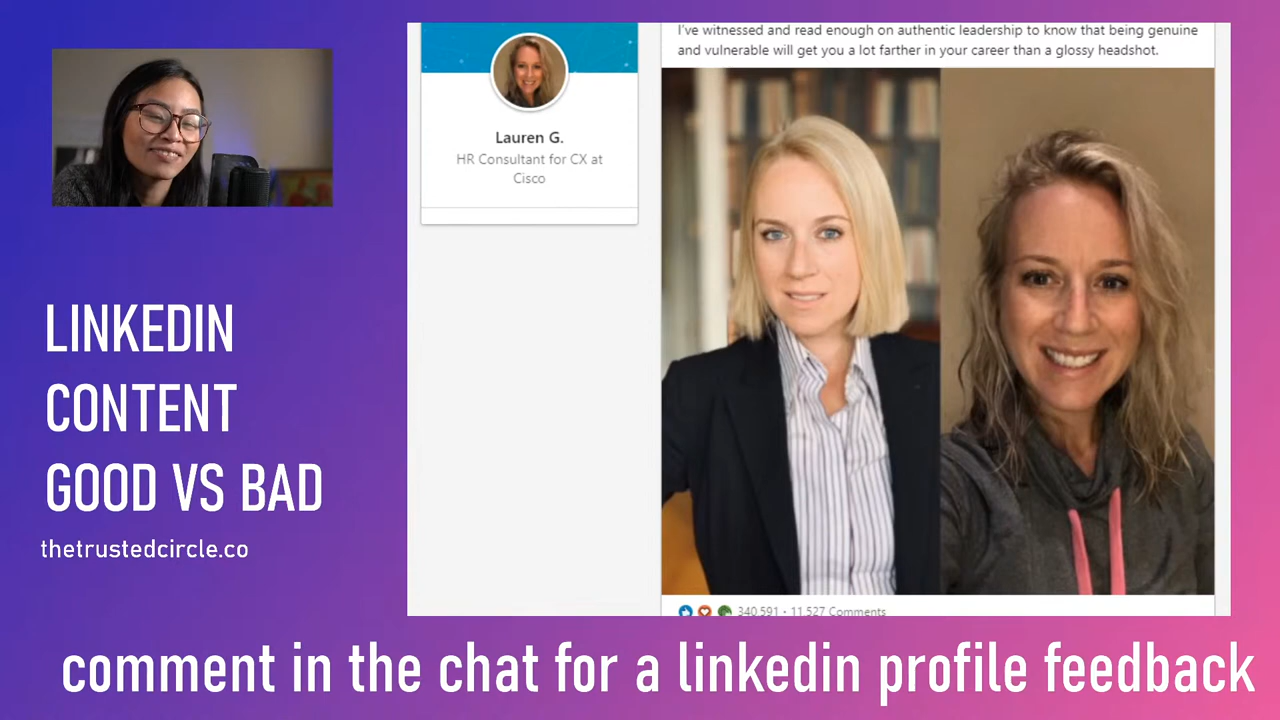 I've witnessed and read enough on authentic leadership to know that being genuine
and vulnerable will get you a lot farther in your career than a glossy headshot.
Lauren G.
HR Consultant for CX at
Cisco
340,591 · 11,527 Comments
LINKEDIN
CONTENT
GOOD VS BAD
thetrustedcircle.co
comment in the chat for a linkedin profile feedback